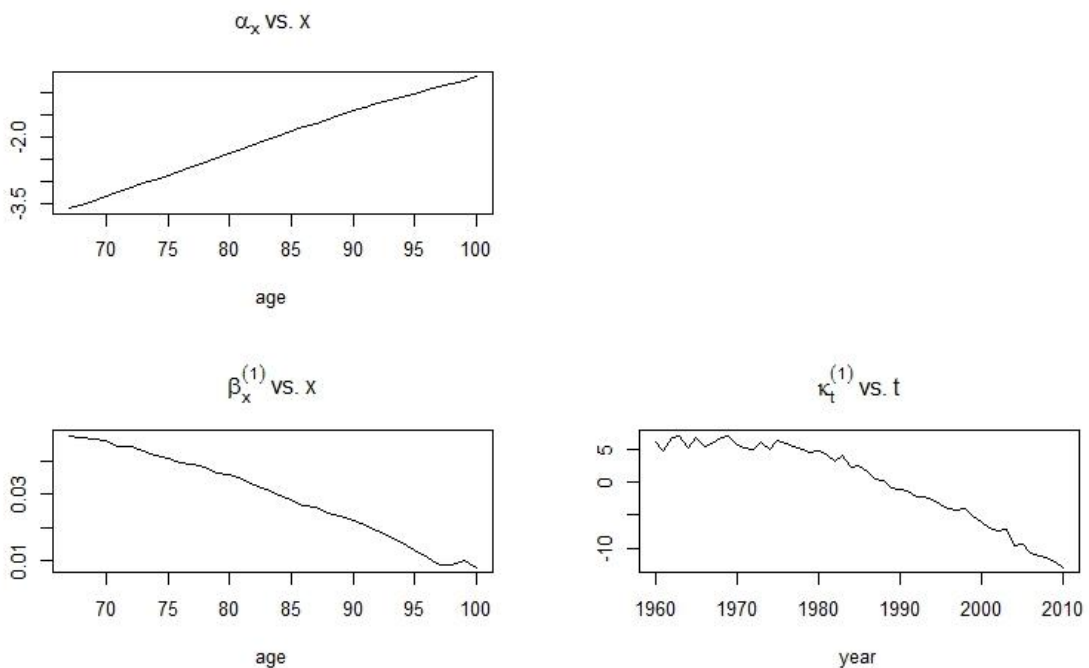 αₓ vs. x
-2.0
-3.5
70 75 80 85 90 95 100
age
βₓ⁽¹⁾ vs. x
0.03
0.01
70 75 80 85 90 95 100
age
κₜ⁽¹⁾ vs. t
5
0
-10
1960 1970 1980 1990 2000 2010
year